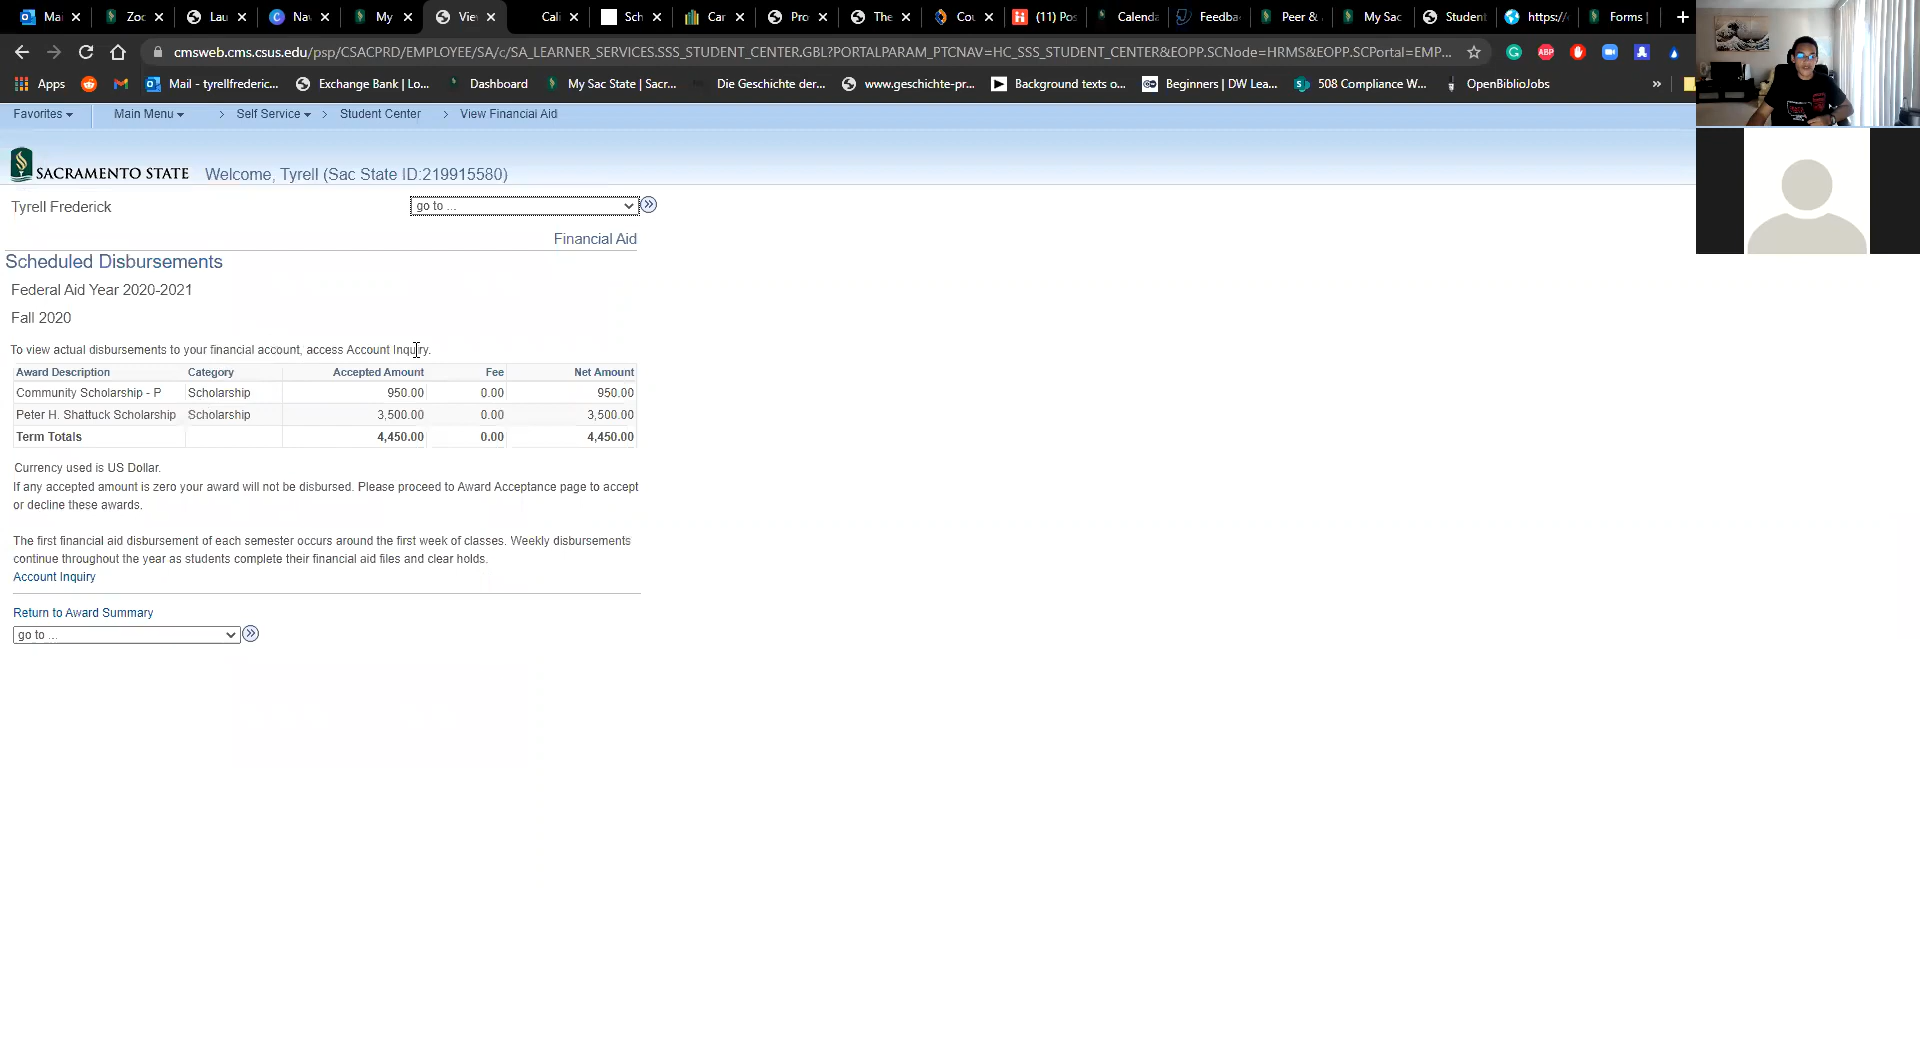 Mai Zoc Lau Nav My Viev Cali Sch Car Pro The Cou (11) Pos Calenda Feedba Peer & My Sac Student https:// Forms |
cmsweb.cms.csus.edu/psp/CSACPRD/EMPLOYEE/SA/c/SA_LEARNER_SERVICES.SSS_STUDENT_CENTER.GBL?PORTALPARAM_PTCNAV=HC_SSS_STUDENT_CENTER&EOPP.SCNode=HRMS&EOPP.SCPortal=EMP...
Apps Mail - tyrellfrederic... Exchange Bank | Lo... Dashboard My Sac State | Sacr... Die Geschichte der... www.geschichte-pr... Background texts o... Beginners | DW Lea... 508 Compliance W... OpenBiblioJobs »
Favorites Main Menu > Self Service > Student Center > View Financial Aid
SACRAMENTO STATE Welcome, Tyrell (Sac State ID:219915580)
Tyrell Frederick go to ...
Financial Aid
Scheduled Disbursements
Federal Aid Year 2020-2021
Fall 2020
To view actual disbursements to your financial account, access Account Inquiry.
Award Description Category Accepted Amount Fee Net Amount
Community Scholarship - P Scholarship 950.00 0.00 950.00
Peter H. Shattuck Scholarship Scholarship 3,500.00 0.00 3,500.00
Term Totals 4,450.00 0.00 4,450.00
Currency used is US Dollar.
If any accepted amount is zero your award will not be disbursed. Please proceed to Award Acceptance page to accept
or decline these awards.
The first financial aid disbursement of each semester occurs around the first week of classes. Weekly disbursements
continue throughout the year as students complete their financial aid files and clear holds.
Account Inquiry
Return to Award Summary
go to ...